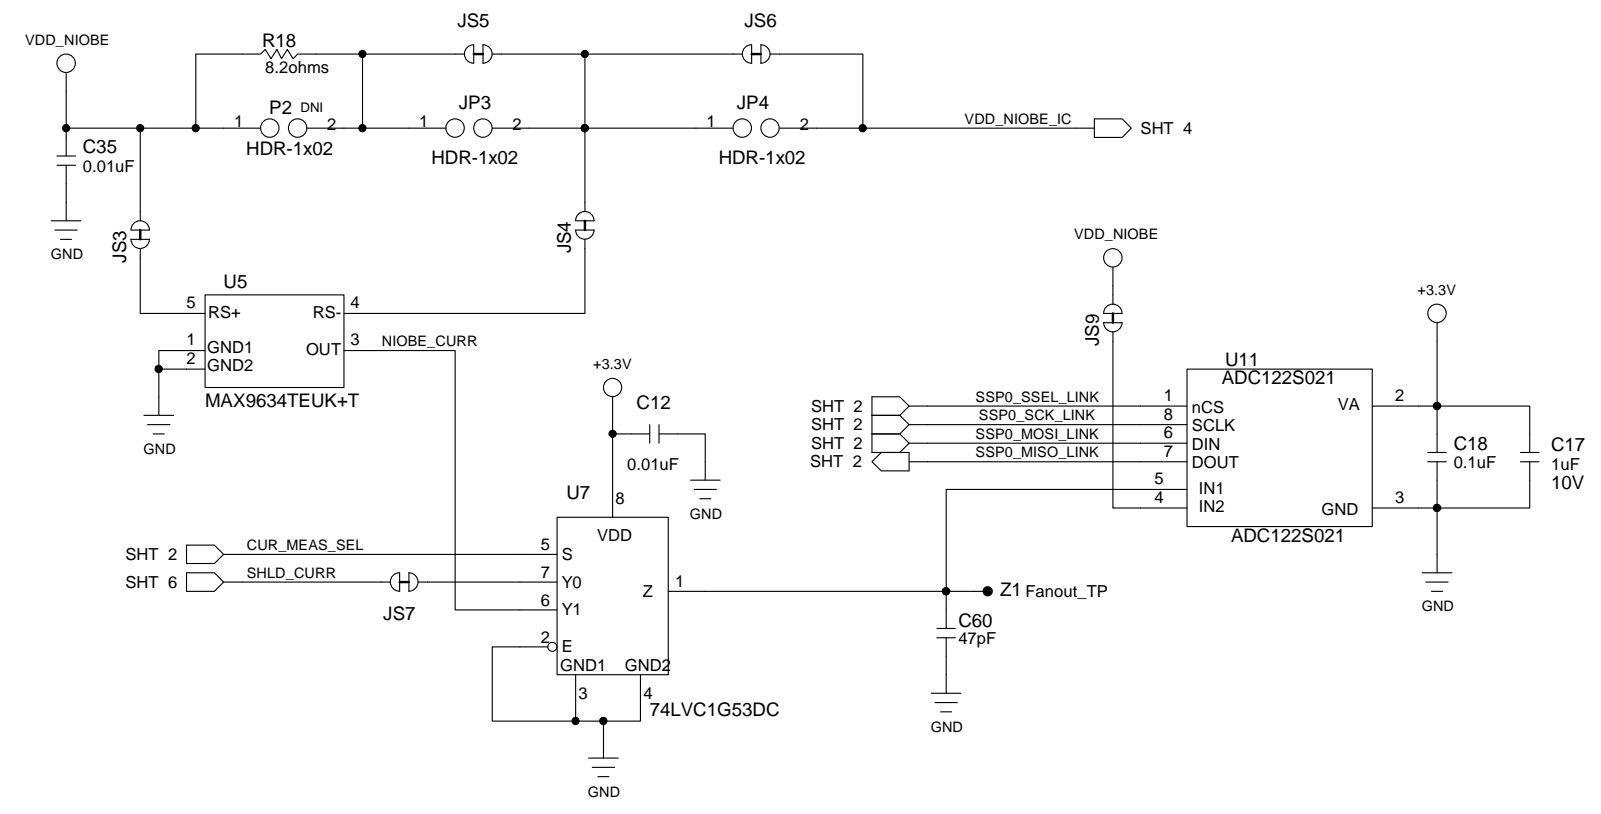 JS5
JS6
VDD_NIOBE
R18
8.2ohms
P2 DNI
JP3
JP4
1 2 1 2 1 2
VDD_NIOBE_IC
SHT 4
HDR-1x02
HDR-1x02
HDR-1x02
C35
0.01uF
GND
JS3
JS4
VDD_NIOBE
U5
5 RS+
RS- 4
1 GND1
2 GND2
OUT 3
NIOBE_CURR
MAX9634TEUK+T
GND
JS9
+3.3V
+3.3V
C12
0.01uF
GND
U11
ADC122S021
SHT 2 SSP0_SSEL_LINK 1 nCS
SHT 2 SSP0_SCK_LINK 8 SCLK
SHT 2 SSP0_MOSI_LINK 6 DIN
SHT 2 SSP0_MISO_LINK 7 DOUT
5 IN1
4 IN2
VA 2
GND 3
ADC122S021
C18
0.1uF
C17
1uF
10V
GND
U7
8
VDD
SHT 2 CUR_MEAS_SEL 5 S
SHT 6 SHLD_CURR 7 Y0
JS7
6 Y1
2 E
Z 1
Z1 Fanout_TP
GND1 GND2
3 4
74LVC1G53DC
GND
C60
47pF
GND